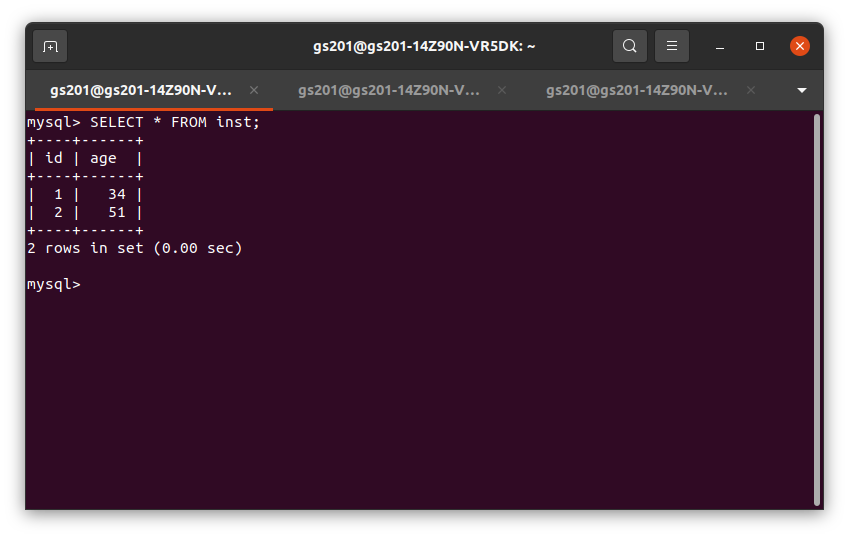 gs201@gs201-14Z90N-VR5DK: ~
gs201@gs201-14Z90N-V... gs201@gs201-14Z90N-V... gs201@gs201-14Z90N-V...
mysql> SELECT * FROM inst;
+----+------+
| id | age  |
+----+------+
|  1 |   34 |
|  2 |   51 |
+----+------+
2 rows in set (0.00 sec)
mysql>